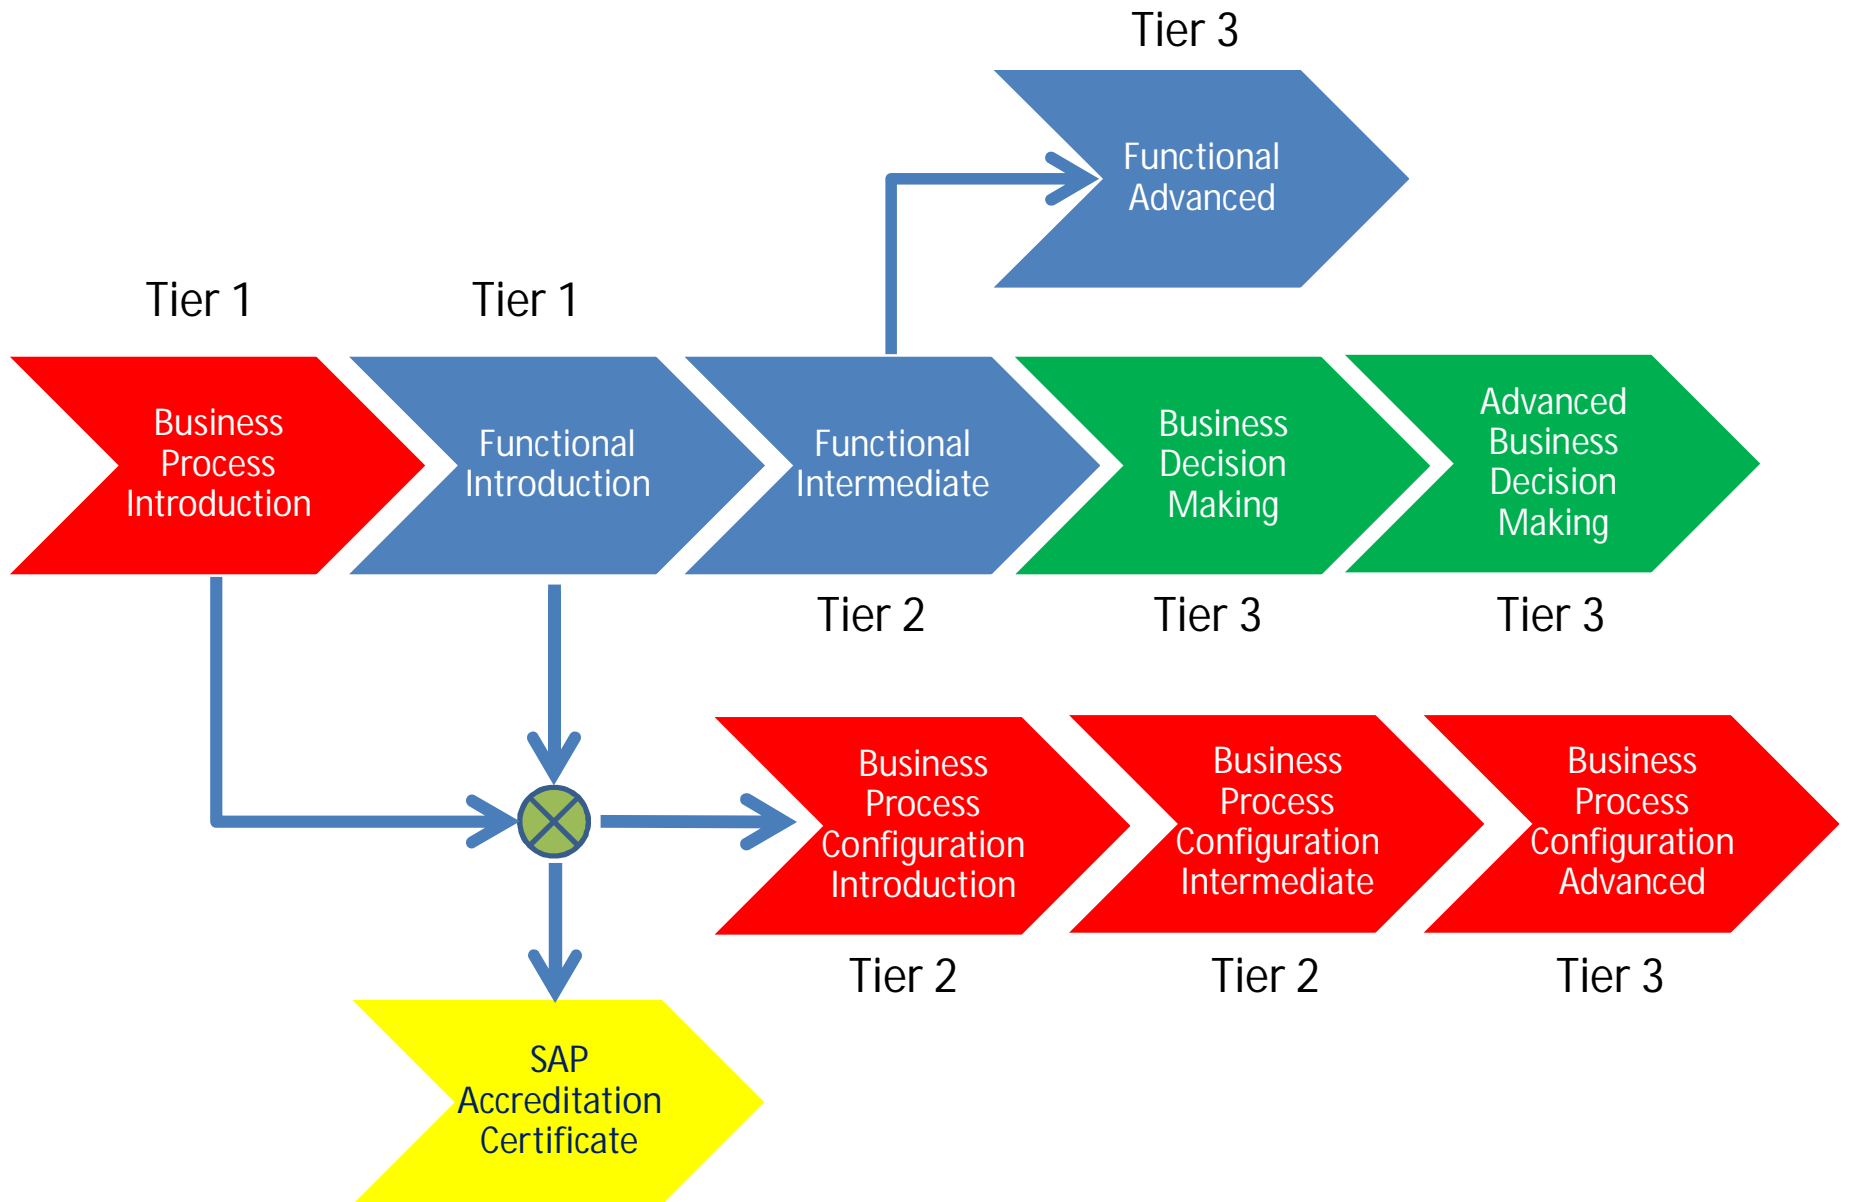 Tier 3
Functional
Advanced
Tier 1
Tier 1
Business
Process
Introduction
Functional
Introduction
Functional
Intermediate
Business
Decision
Making
Advanced
Business
Decision
Making
Tier 2
Tier 3
Tier 3
Business
Process
Configuration
Introduction
Business
Process
Configuration
Intermediate
Business
Process
Configuration
Advanced
Tier 2
Tier 2
Tier 3
SAP
Accreditation
Certificate